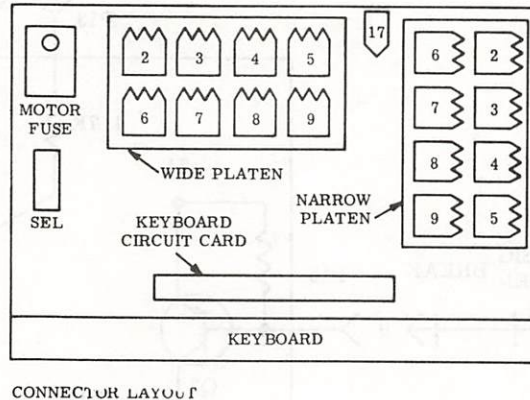 17
2 3 4 5
6 2
6 7 8 9
7 3
MOTOR
FUSE
8 4
WIDE PLATEN
SEL
NARROW
PLATEN
9 5
KEYBOARD
CIRCUIT CARD
BREAK
KEYBOARD
CONNECTOR LAYOUT